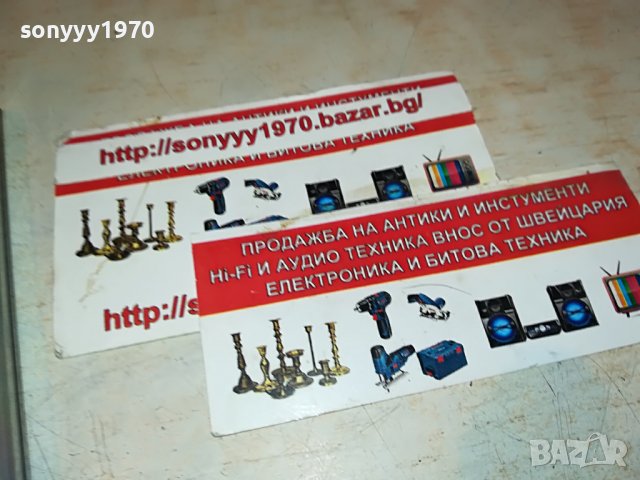 sonyyy1970
http://sonyyy1970.bazar.bg/
ЕЛЕКТРОНИКА И БИТОВА ТЕХНИКА
http://s
ПРОДАЖБА НА АНТИКИ И ИНСТУМЕНТИ
Hi-Fi И АУДИО ТЕХНИКА ВНОС ОТ ШВЕЙЦАРИЯ
ЕЛЕКТРОНИКА И БИТОВА ТЕХНИКА
BAZAR